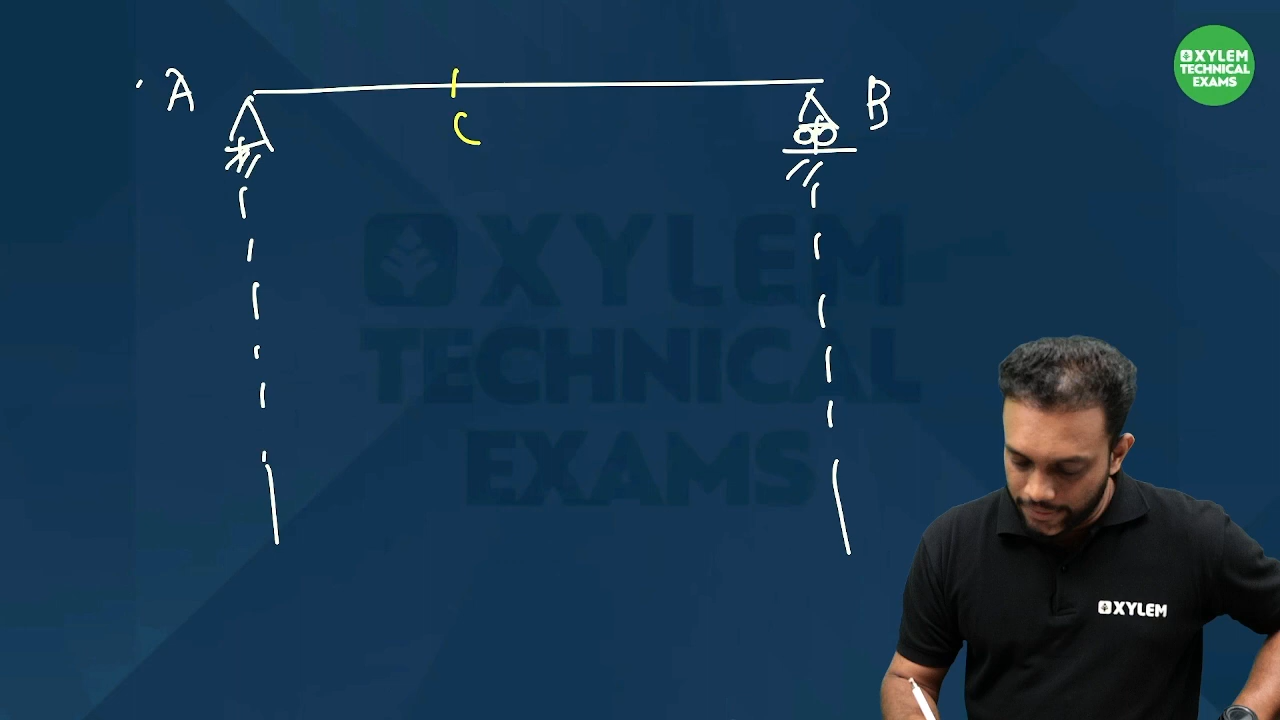 XYLEM
TECHNICAL
EXAMS
A
B
C
XYLEM
TECHNICAL
EXAMS
XYLEM